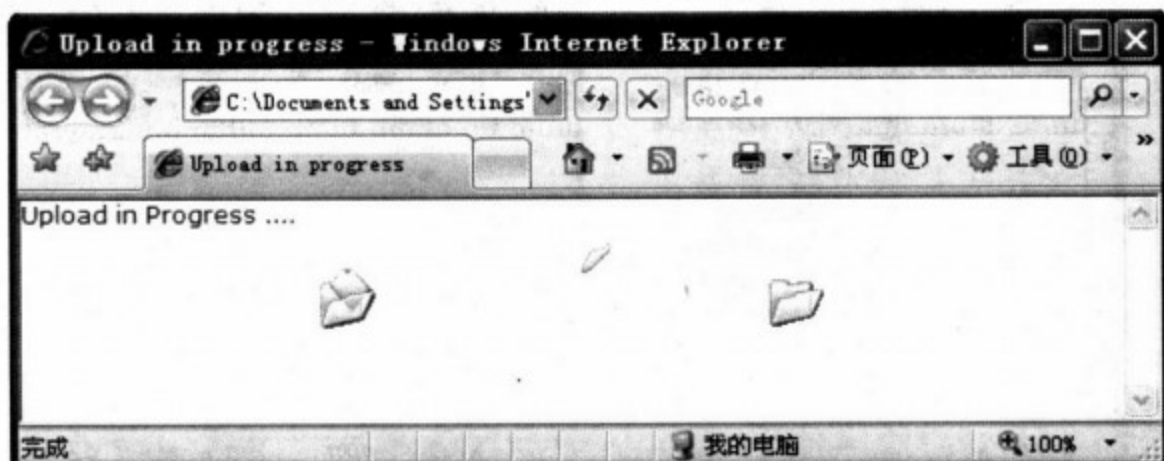 Upload in progress - Windows Internet Explorer
C:\Documents and Settings'
Google
Upload in progress
页面(P)
工具(O)
Upload in Progress ....
完成
我的电脑
100%